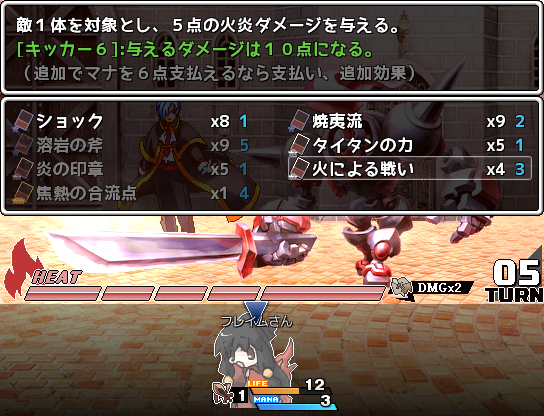 敵１体を対象とし、５点の火炎ダメージを与える。
[キッカー６]:与えるダメージは１０点になる。
（追加でマナを６点支払えるなら支払い、追加効果）
ショック x8 1
焼夷流 x9 2
溶岩の斧 x9 5
タイタンの力 x5 1
炎の印章 x5 1
火による戦い x4 3
焦熱の合流点 x1 4
HEAT
DMGx2
05
TURN
フレイムさん
LIFE 12
1
MANA 3